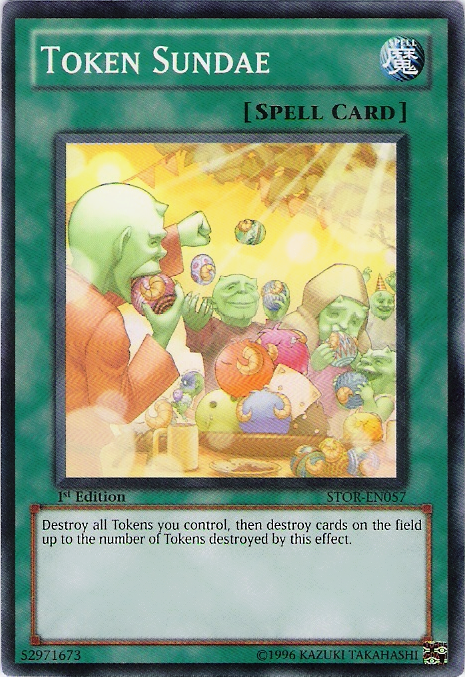 TOKEN SUNDAE
SPELL
魔
[SPELL CARD]
1st Edition
STOR-EN057
Destroy all Tokens you control, then destroy cards on the field
up to the number of Tokens destroyed by this effect.
52971673
©1996 KAZUKI TAKAHASHI